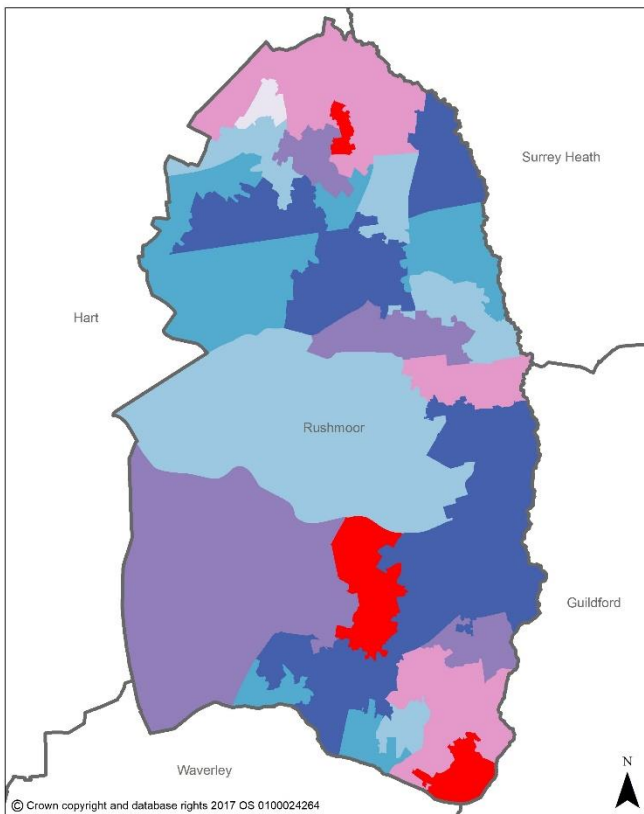 Surrey Heath
Hart
Rushmoor
Guildford
Waverley
N
© Crown copyright and database rights 2017 OS 0100024264